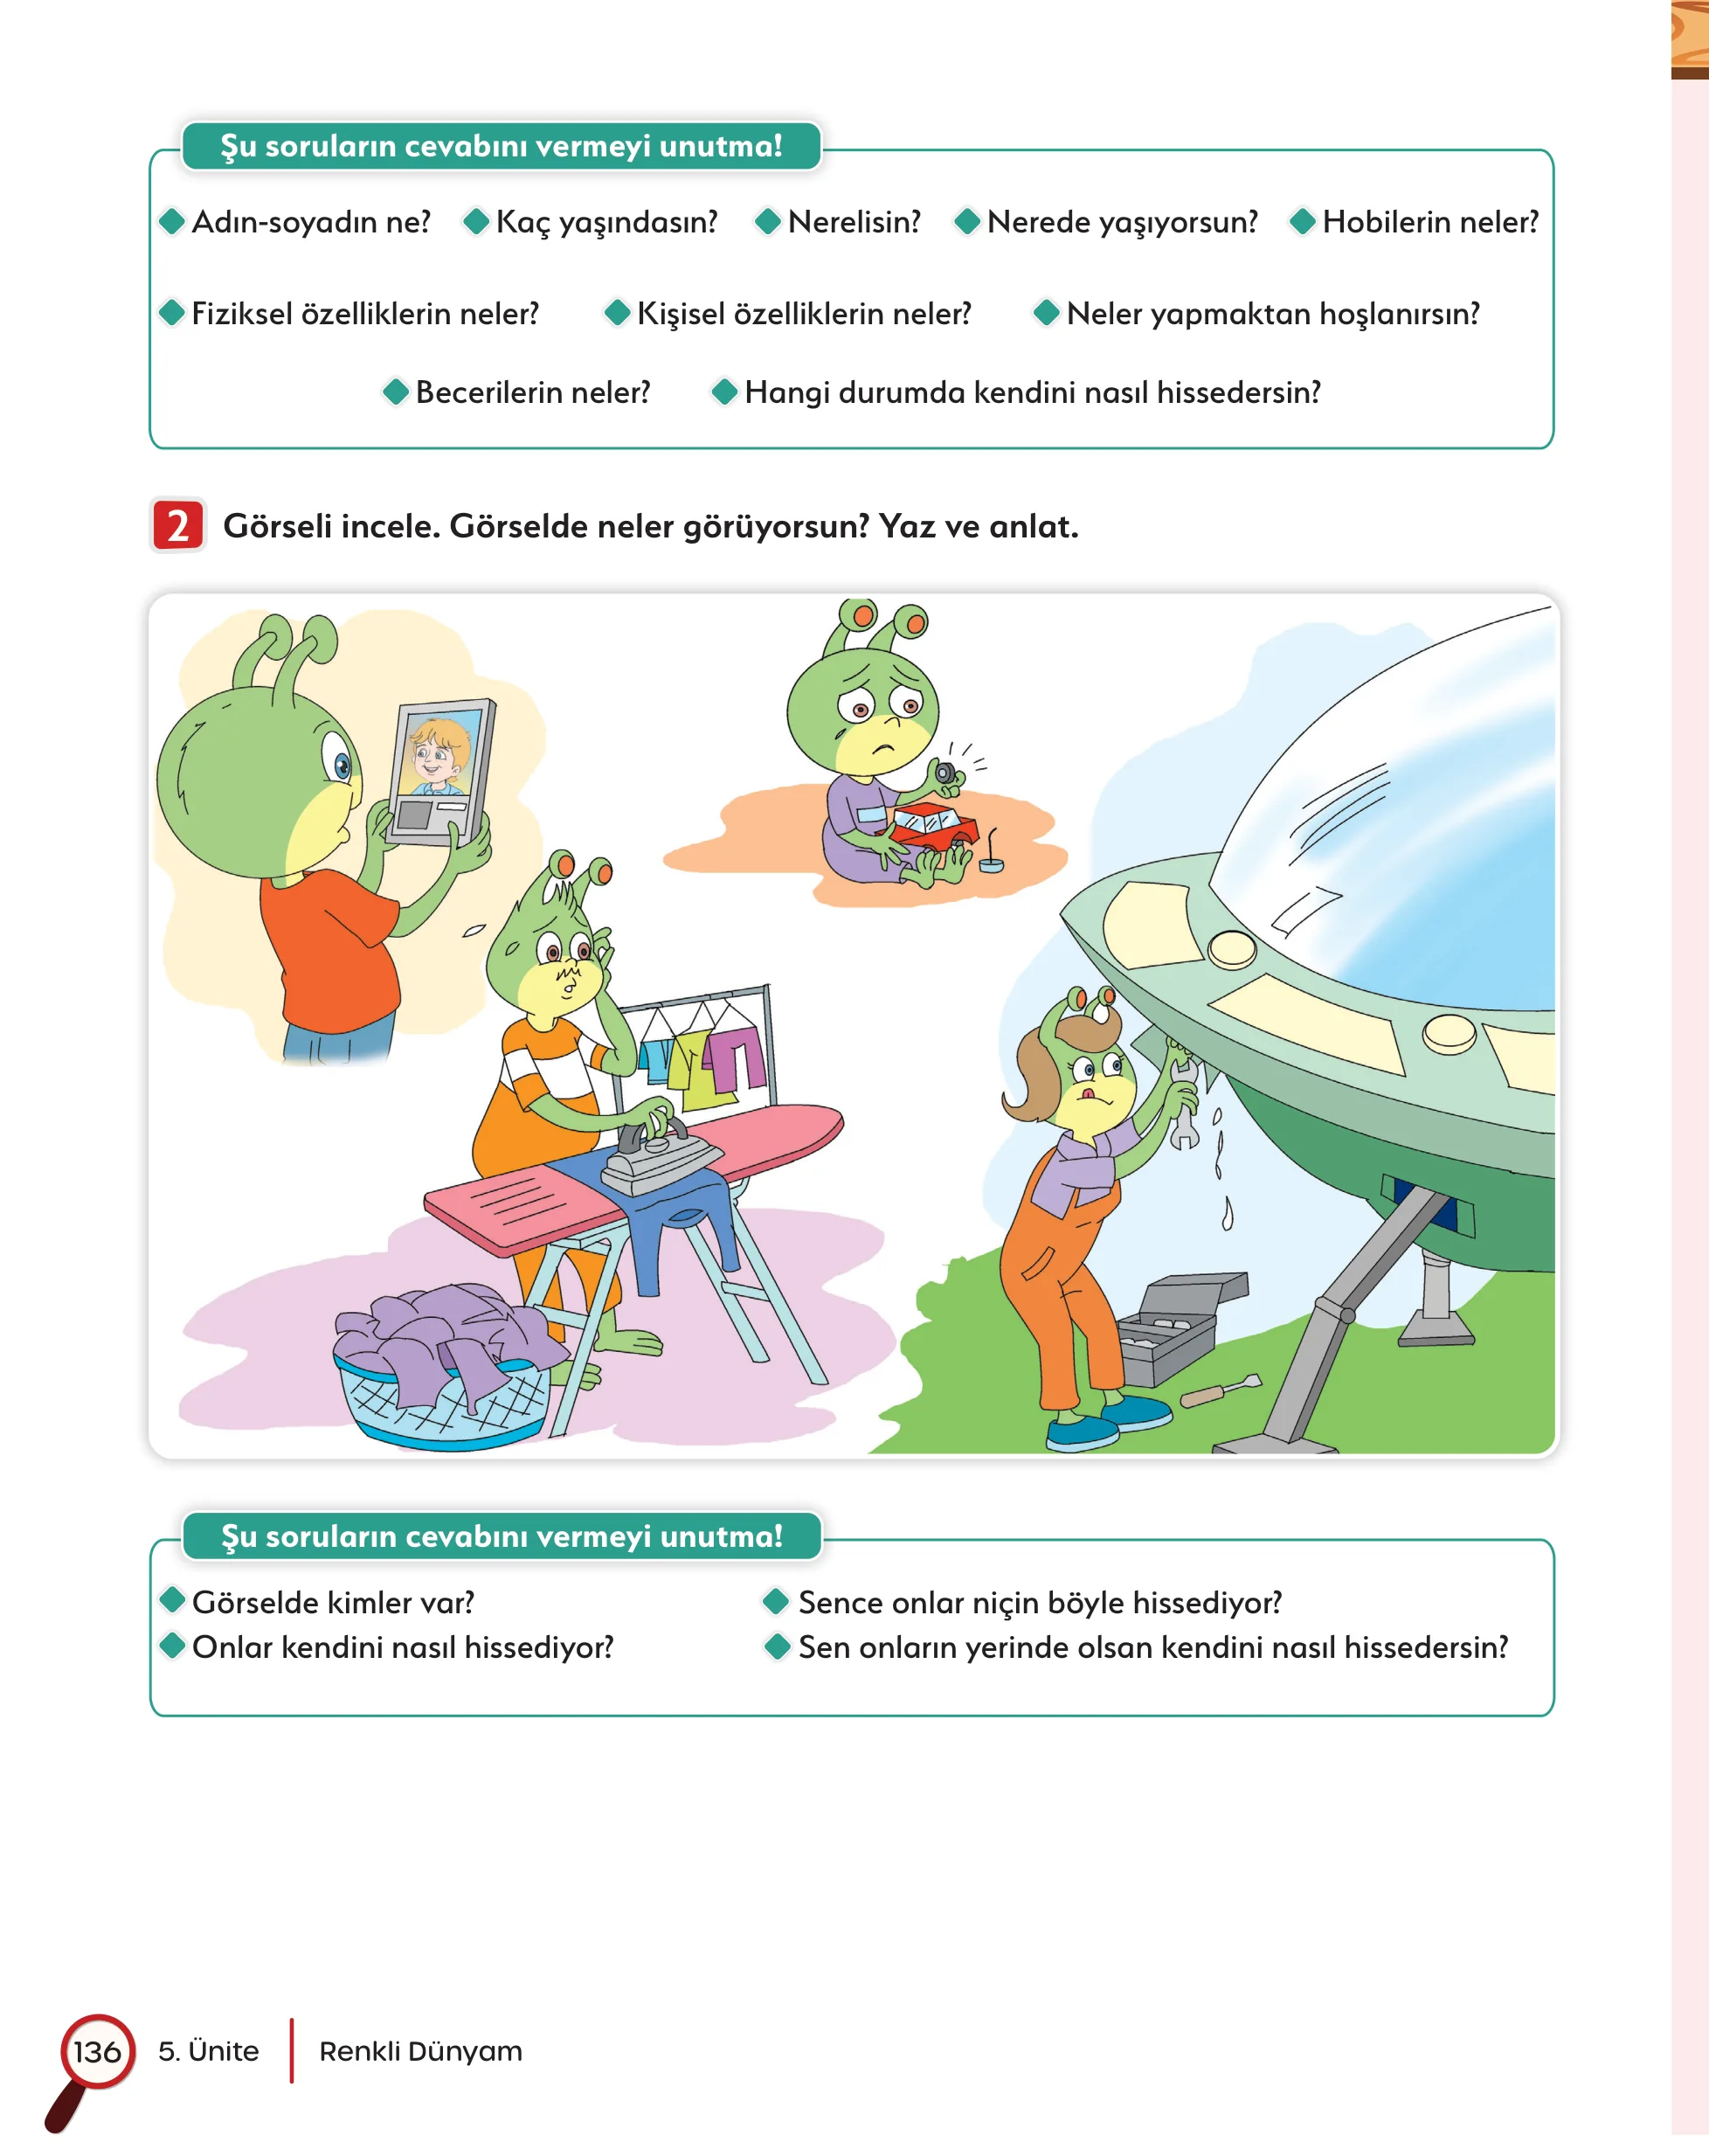 Şu soruların cevabını vermeyi unutma!
Adın-soyadın ne? Kaç yaşındasın? Nerelisin? Nerede yaşıyorsun? Hobilerin neler?
Fiziksel özelliklerin neler? Kişisel özelliklerin neler? Neler yapmaktan hoşlanırsın?
Becerilerin neler? Hangi durumda kendini nasıl hissedersin?
2 Görseli incele. Görselde neler görüyorsun? Yaz ve anlat.
Şu soruların cevabını vermeyi unutma!
Görselde kimler var? Sence onlar niçin böyle hissediyor?
Onlar kendini nasıl hissediyor? Sen onların yerinde olsan kendini nasıl hissedersin?
136 5. Ünite Renkli Dünyam